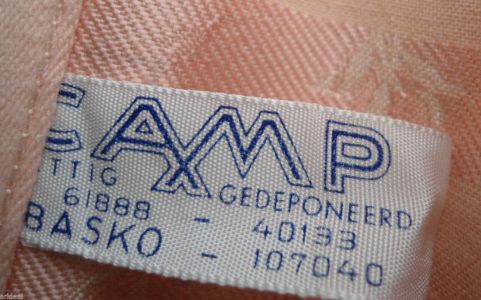 CAMP
TTIG GEDEPONEERD
61888 - 40133
BASKO - 107040